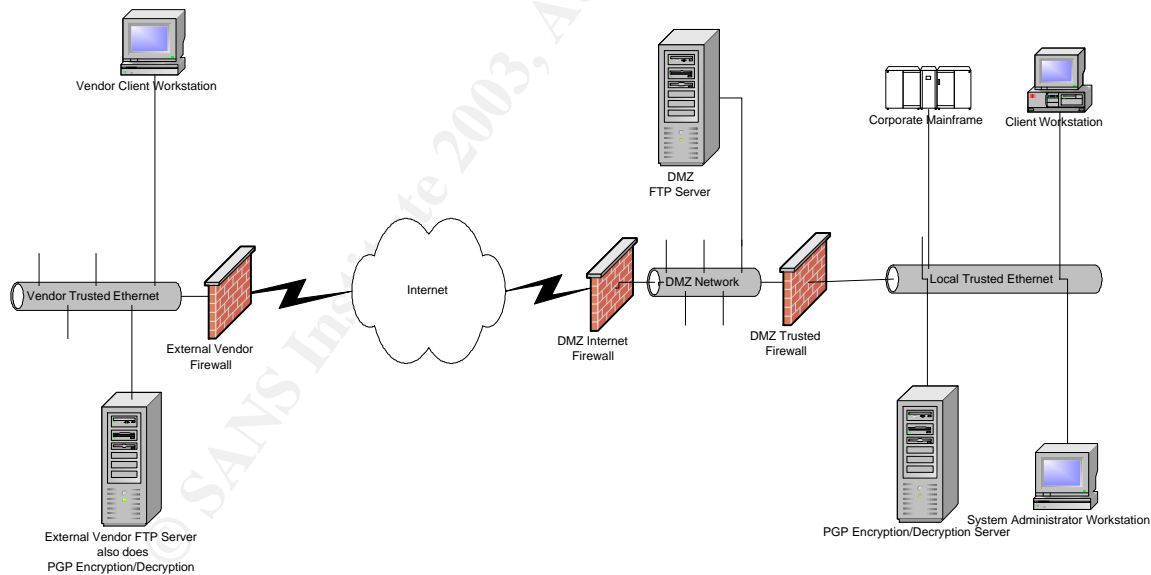 Vendor Client Workstation
DMZ
FTP Server
Corporate Mainframe
Client Workstation
Vendor Trusted Ethernet
External Vendor
Firewall
Internet
DMZ Internet
Firewall
DMZ Network
DMZ Trusted
Firewall
Local Trusted Ethernet
External Vendor FTP Server
also does
PGP Encryption/Decryption
PGP Encryption/Decryption Server
System Administrator Workstation
© SANS Institute 2003, A